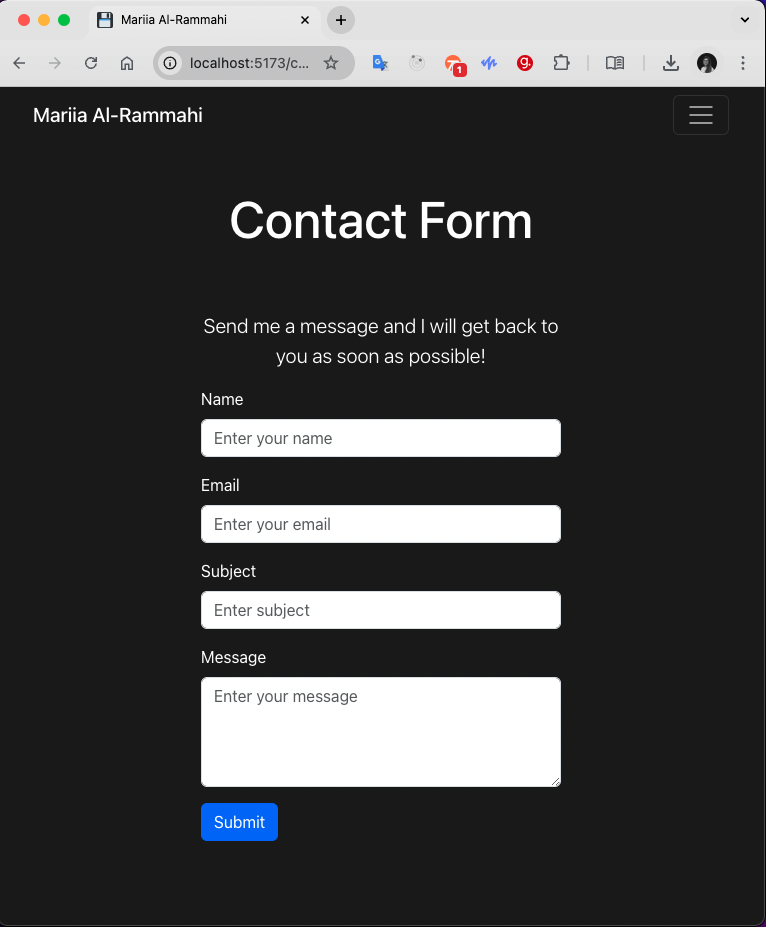 Mariia Al-Rammahi
localhost:5173/c...
g.
1
Mariia Al-Rammahi
Contact Form
Send me a message and I will get back to
you as soon as possible!
Name
Enter your name
Email
Enter your email
Subject
Enter subject
Message
Enter your message
Submit